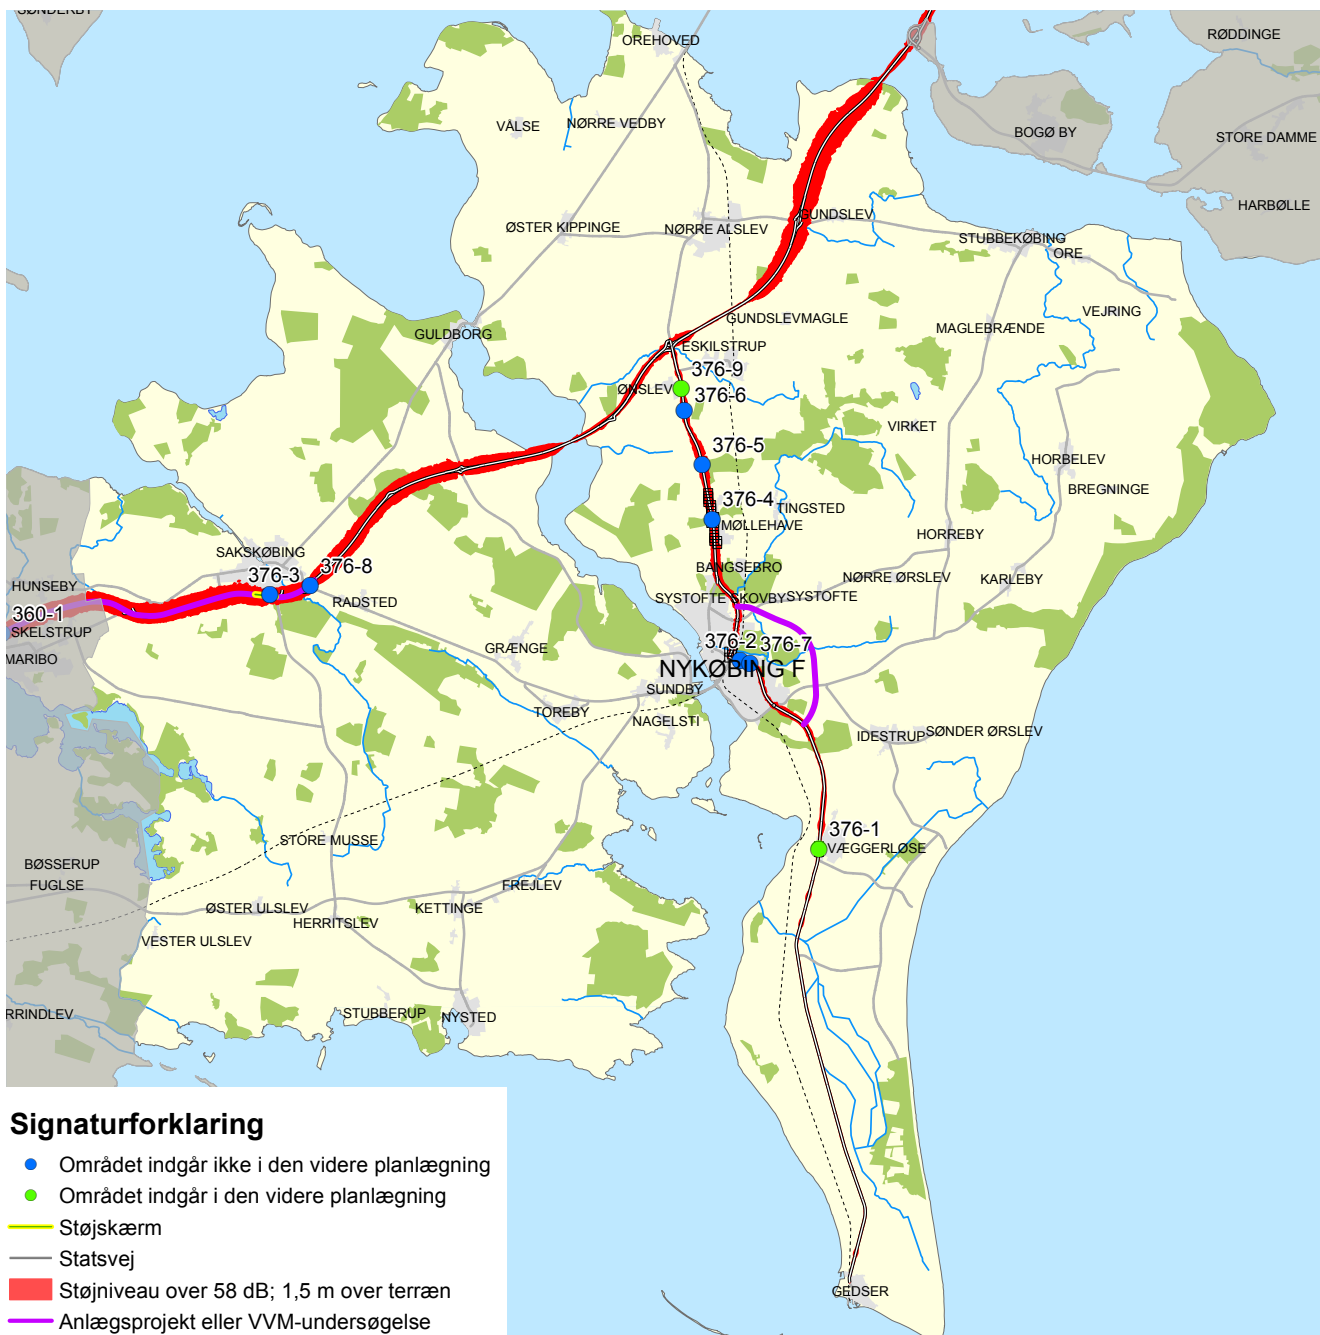 SØNDERBY
OREHOVED
RØDDINGE
VÅLSE
NØRRE VEDBY
BOGØ BY
STORE DAMME
HARBØLLE
ØSTER KIPPINGE
NØRRE ALSLEV
GUNDSLEV
STUBBEKØBING
ORE
GULDBORG
GUNDSLEVMAGLE
MAGLEBRÆNDE
VEJRING
ESKILSTRUP
376-9
ØNSLEV
376-6
VIRKET
376-5
HORBELEV
BREGNINGE
376-4
TINGSTED
MØLLEHAVE
HORREBY
SAKSKØBING
376-3
376-8
BANGSEBRO
NØRRE ØRSLEV
KARLEBY
HUNSEBY
RADSTED
SYSTOFTE SKOVBY
SYSTOFTE
360-1
SKELSTRUP
MARIBO
GRÆNGE
376-2
376-7
NYKØBING F
SUNDBY
TOREBY
NAGELSTI
IDESTRUP
SØNDER ØRSLEV
376-1
VÆGGERLØSE
STORE MUSSE
BØSSERUP
FUGLSE
FREJLEV
ØSTER ULSLEV
KETTINGE
HERRITSLEV
VESTER ULSLEV
RRINDLEV
STUBBERUP
NYSTED
GEDSER
Signaturforklaring
Området indgår ikke i den videre planlægning
Området indgår i den videre planlægning
Støjskærm
Statsvej
Støjniveau over 58 dB; 1,5 m over terræn
Anlægsprojekt eller VVM-undersøgelse